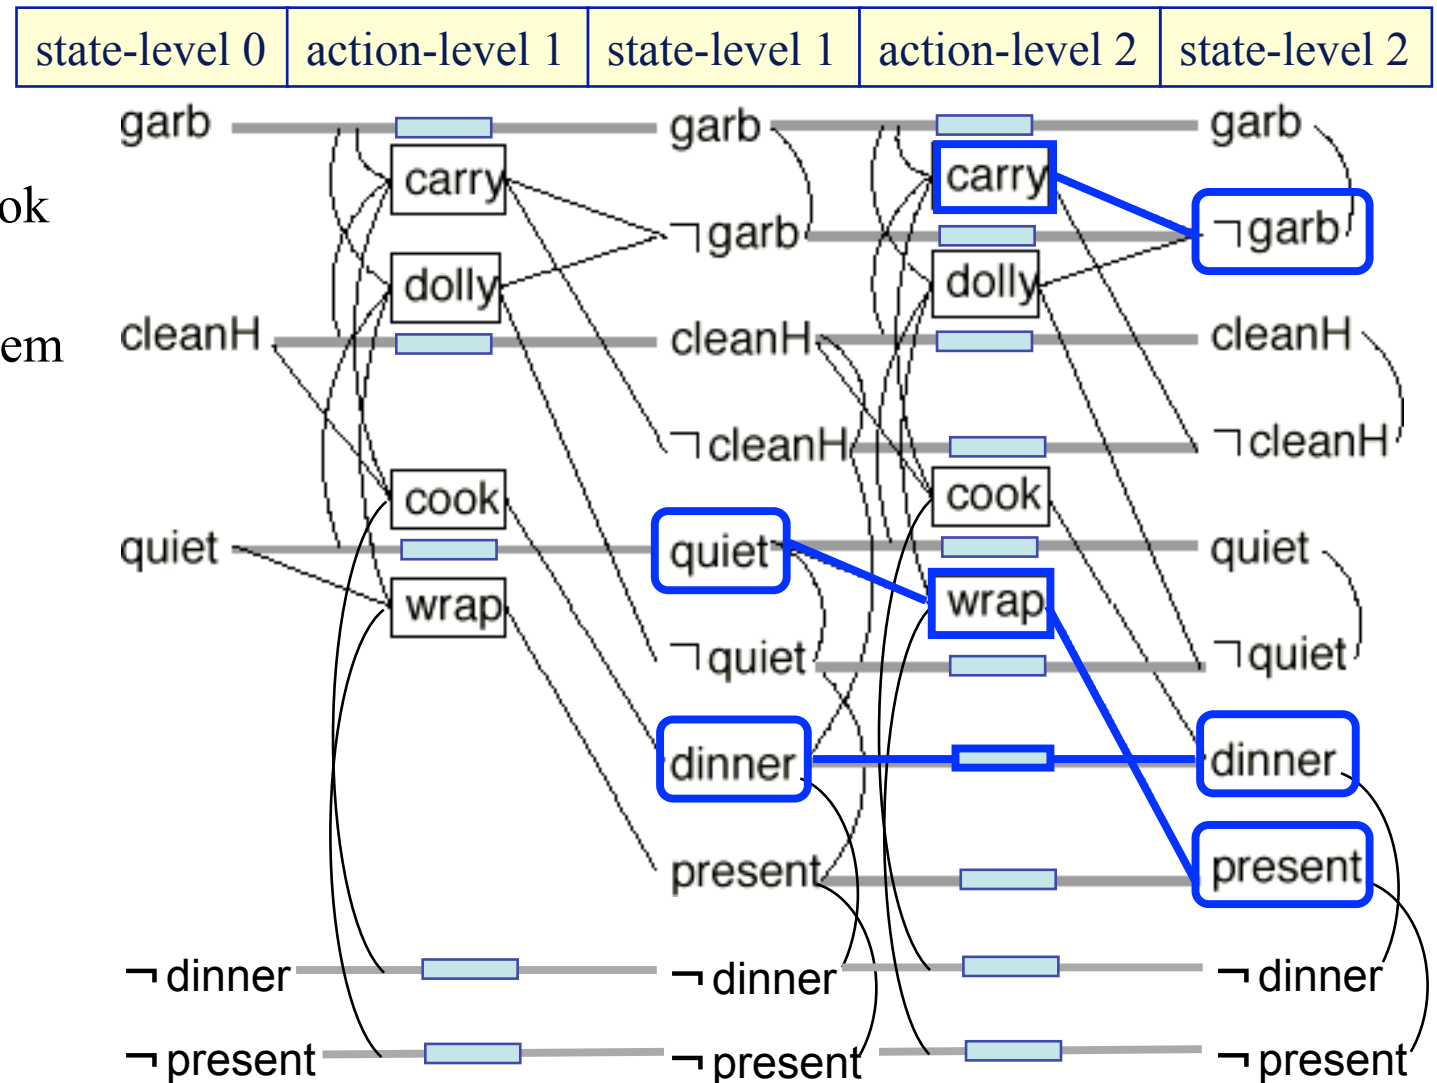 state-level 0 action-level 1 state-level 1 action-level 2 state-level 2
garb garb garb
carry carry
ok
¬garb ¬garb
dolly dolly
cleanH cleanH cleanH
em
¬cleanH ¬cleanH
cook cook
quiet quiet quiet
wrap wrap
¬quiet ¬quiet
dinner dinner
present present
¬ dinner ¬ dinner ¬ dinner
¬ present ¬ present ¬ present